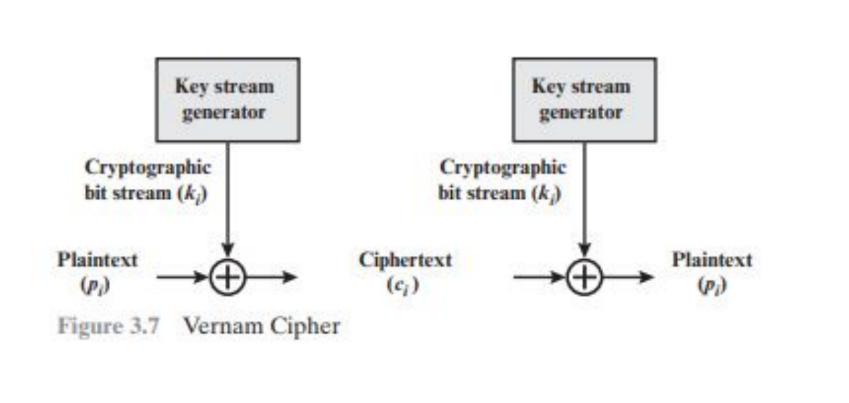 Key stream
generator
Key stream
generator
Cryptographic
bit stream (ki)
Cryptographic
bit stream (ki)
Plaintext
(pi)
Ciphertext
(ci)
Plaintext
(pi)
Figure 3.7 Vernam Cipher